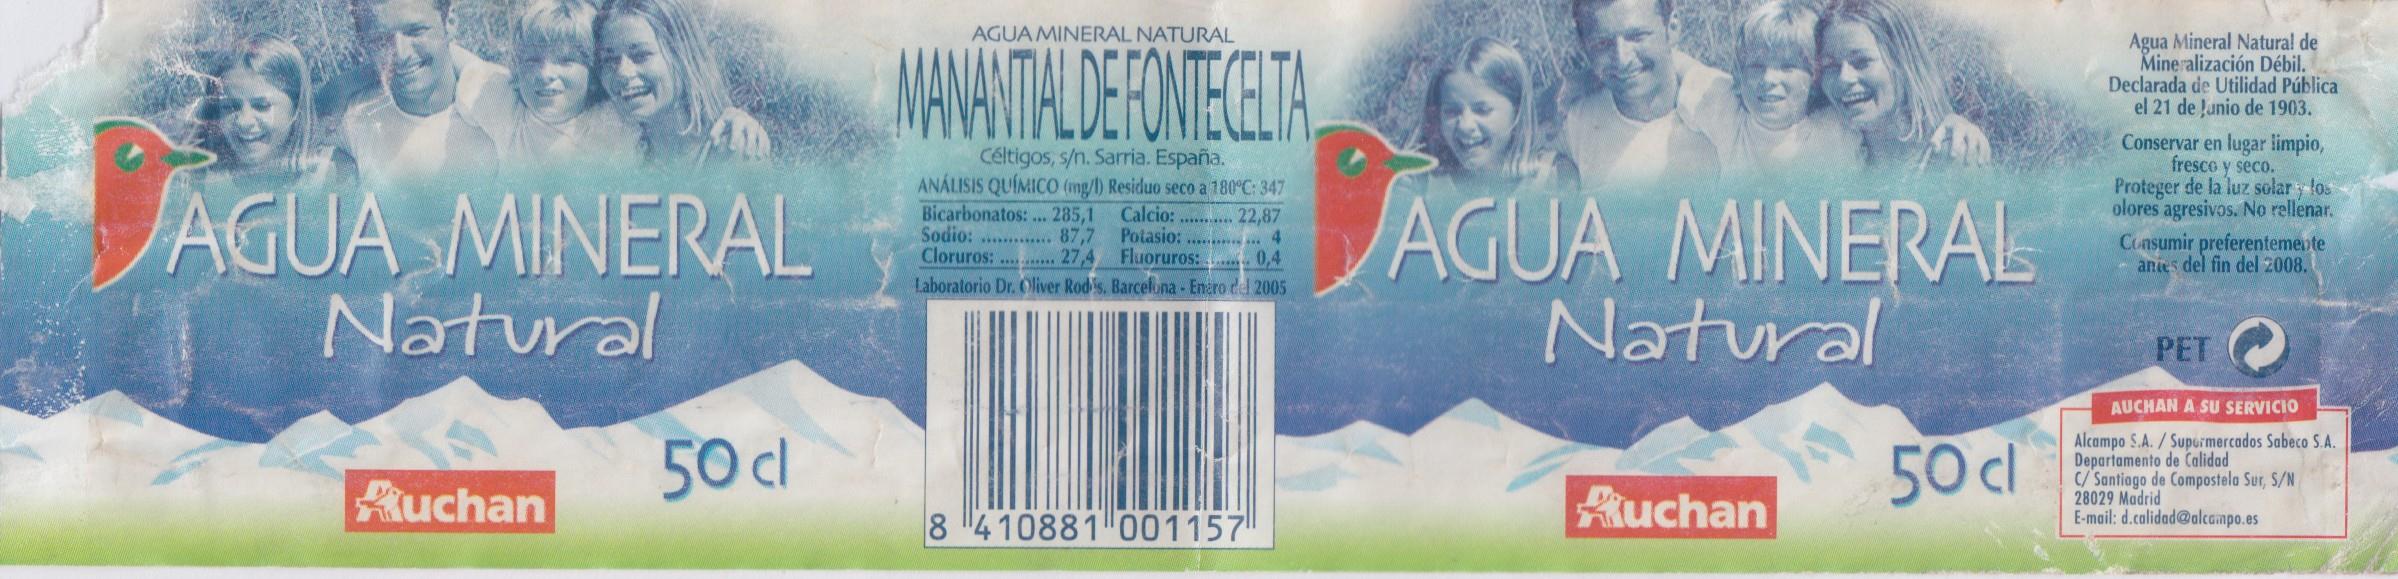 AGUA MINERAL
Natural
50 cl
Auchan
AGUA MINERAL NATURAL
MANANTIAL DE FONTECELTA
Céltigos, s/n. Sarria. España.
ANÁLISIS QUÍMICO (mg/l) Residuo seco a 180ºC: 347
Bicarbonatos: ... 285,1 Calcio: ........... 22,87
Sodio: ............. 87,7 Potasio: ............... 4
Cloruros: ........... 27,4 Fluoruros: ......... 0,4
Laboratorio Dr. Oliver Rodés. Barcelona - Enero del 2005
8 410881 001157
AGUA MINERAL
Natural
50 cl
Auchan
Agua Mineral Natural de
Mineralización Débil.
Declarada de Utilidad Pública
el 21 de Junio de 1903.
Conservar en lugar limpio,
fresco y seco.
Proteger de la luz solar y los
olores agresivos. No rellenar.
Consumir preferentemente
antes del fin del 2008.
PET
AUCHAN A SU SERVICIO
Alcampo S.A. / Supermercados Sabeco S.A.
Departamento de Calidad
C/ Santiago de Compostela Sur, S/N
28029 Madrid
E-mail: d.calidad@alcampo.es